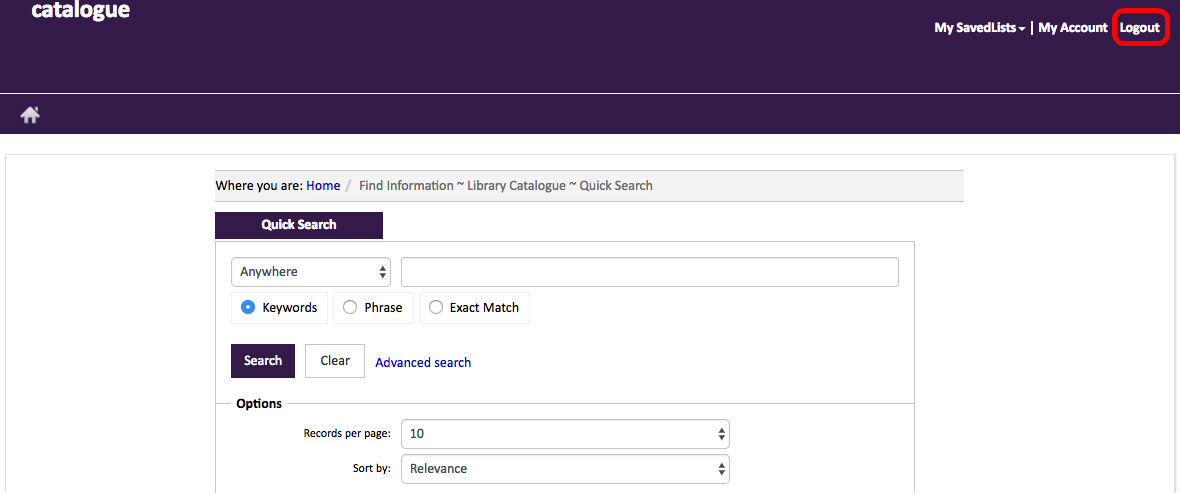 catalogue
My SavedLists | My Account Logout
Where you are: Home / Find Information ~ Library Catalogue ~ Quick Search
Quick Search
Anywhere
Keywords Phrase Exact Match
Search Clear Advanced search
Options
Records per page: 10
Sort by: Relevance